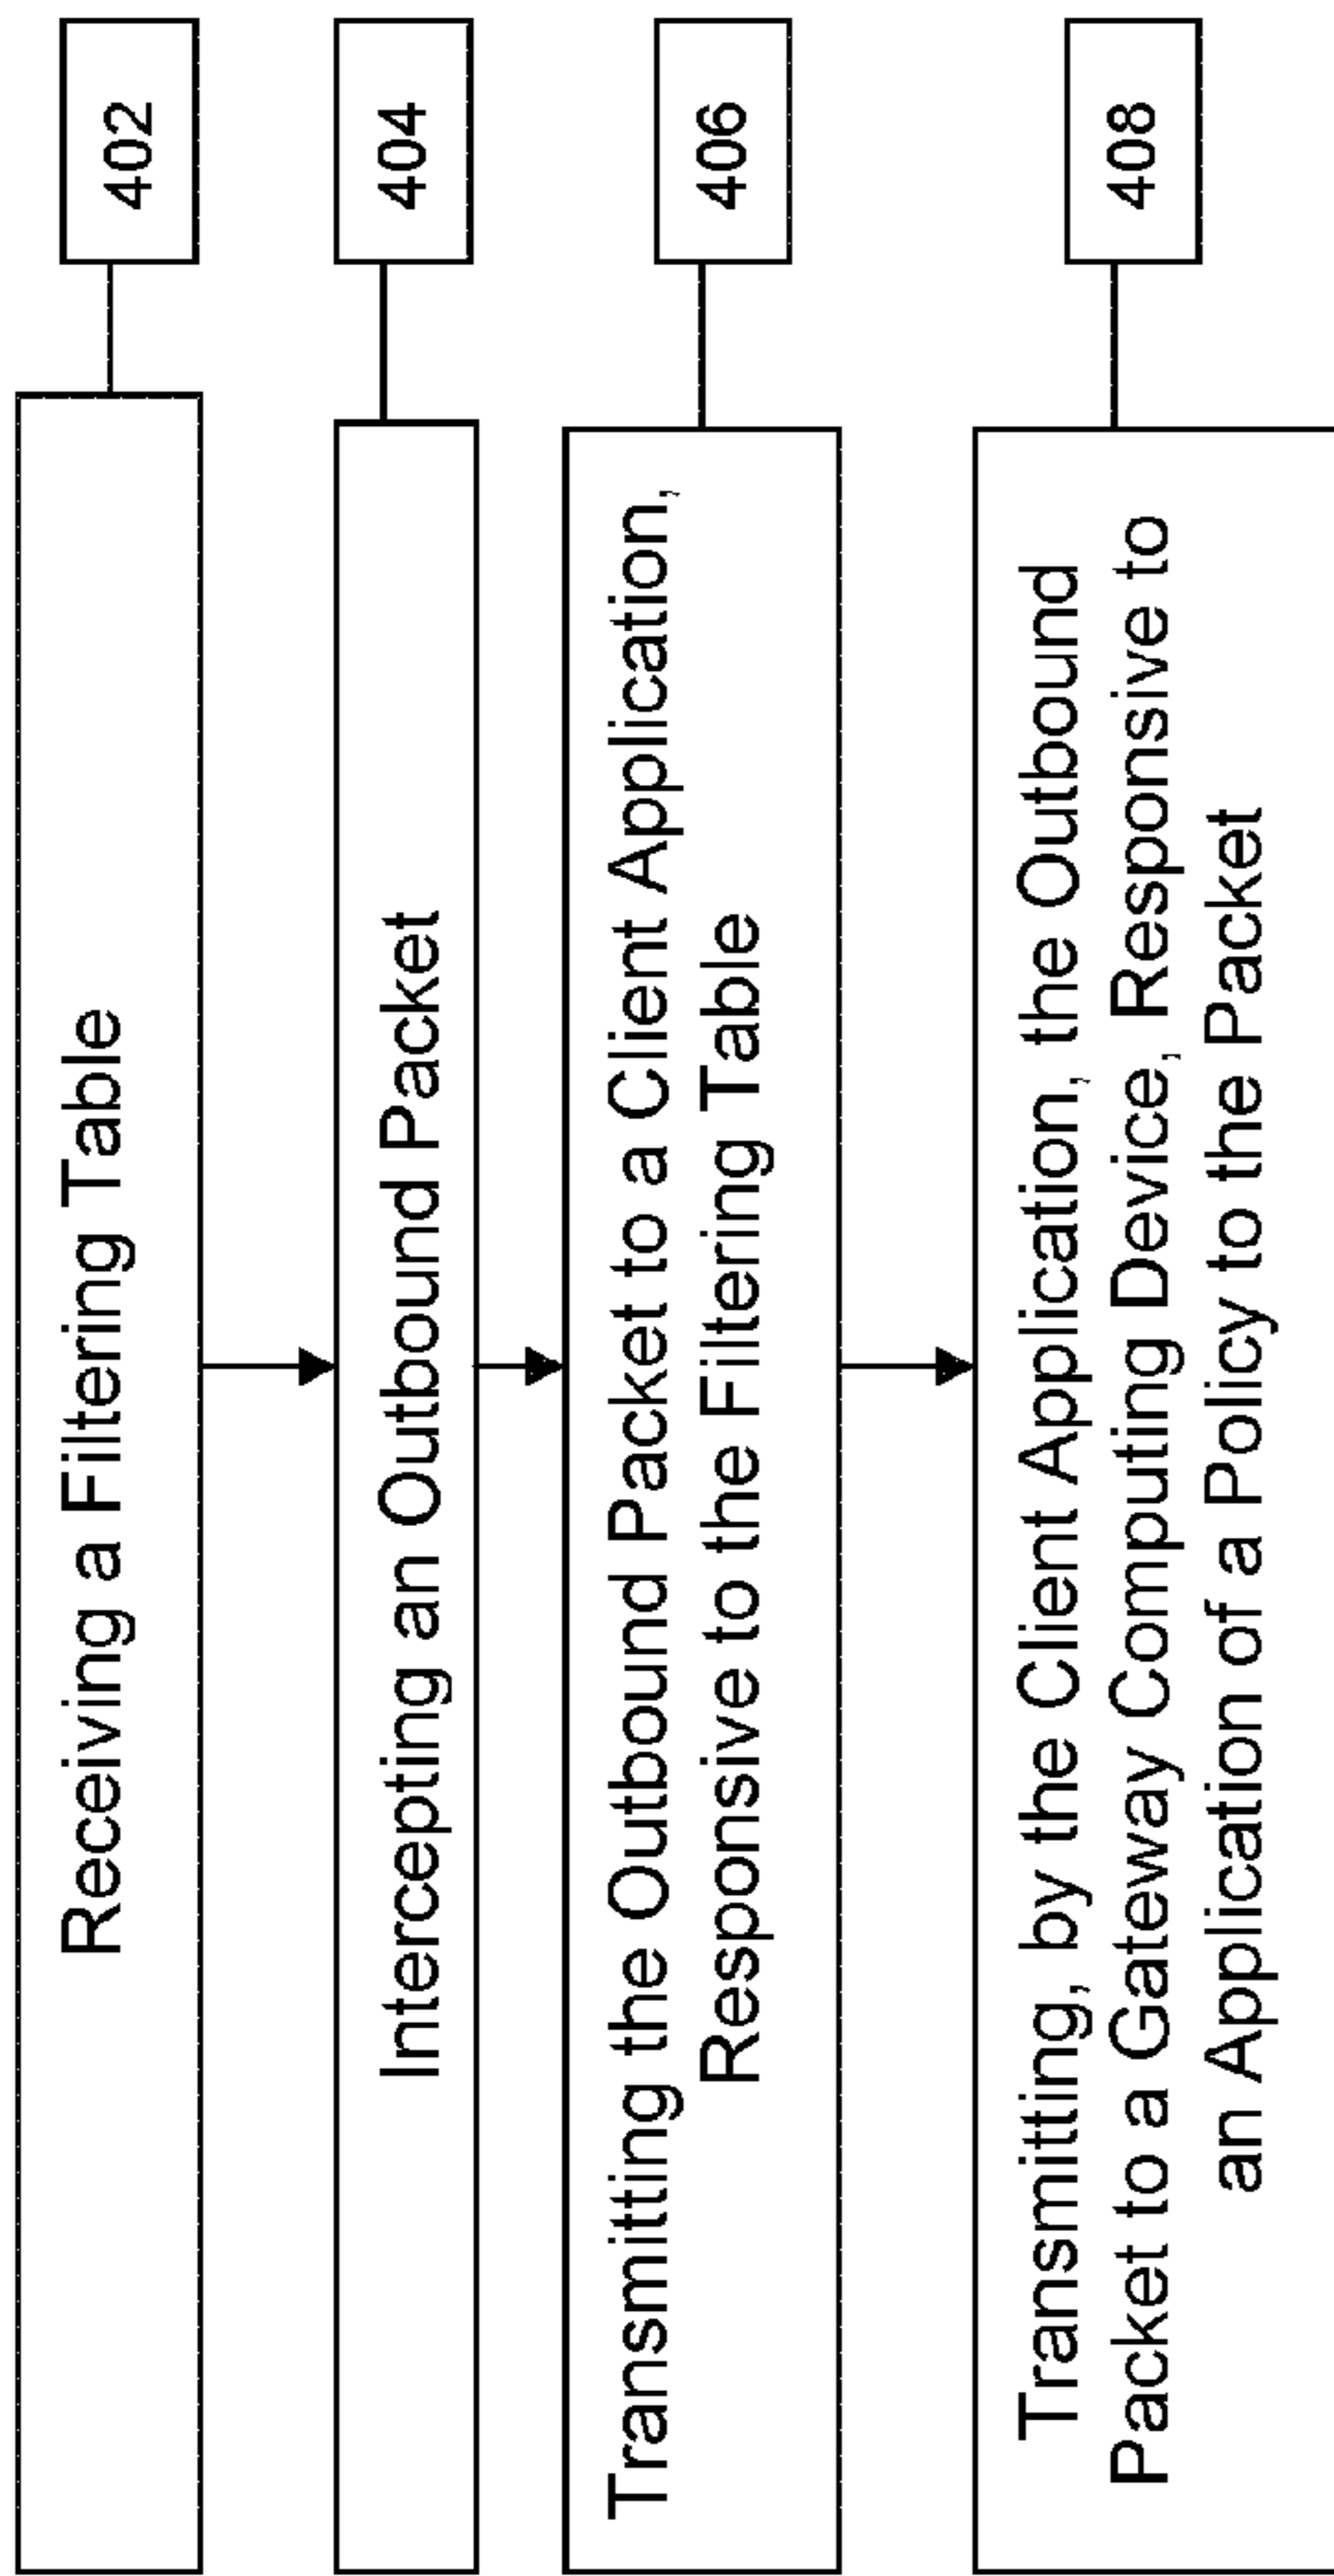 Receiving a Filtering Table
402
Intercepting an Outbound Packet
404
Transmitting the Outbound Packet to a Client Application,
Responsive to the Filtering Table
406
Transmitting, by the Client Application, the Outbound
Packet to a Gateway Computing Device, Responsive to
an Application of a Policy to the Packet
408